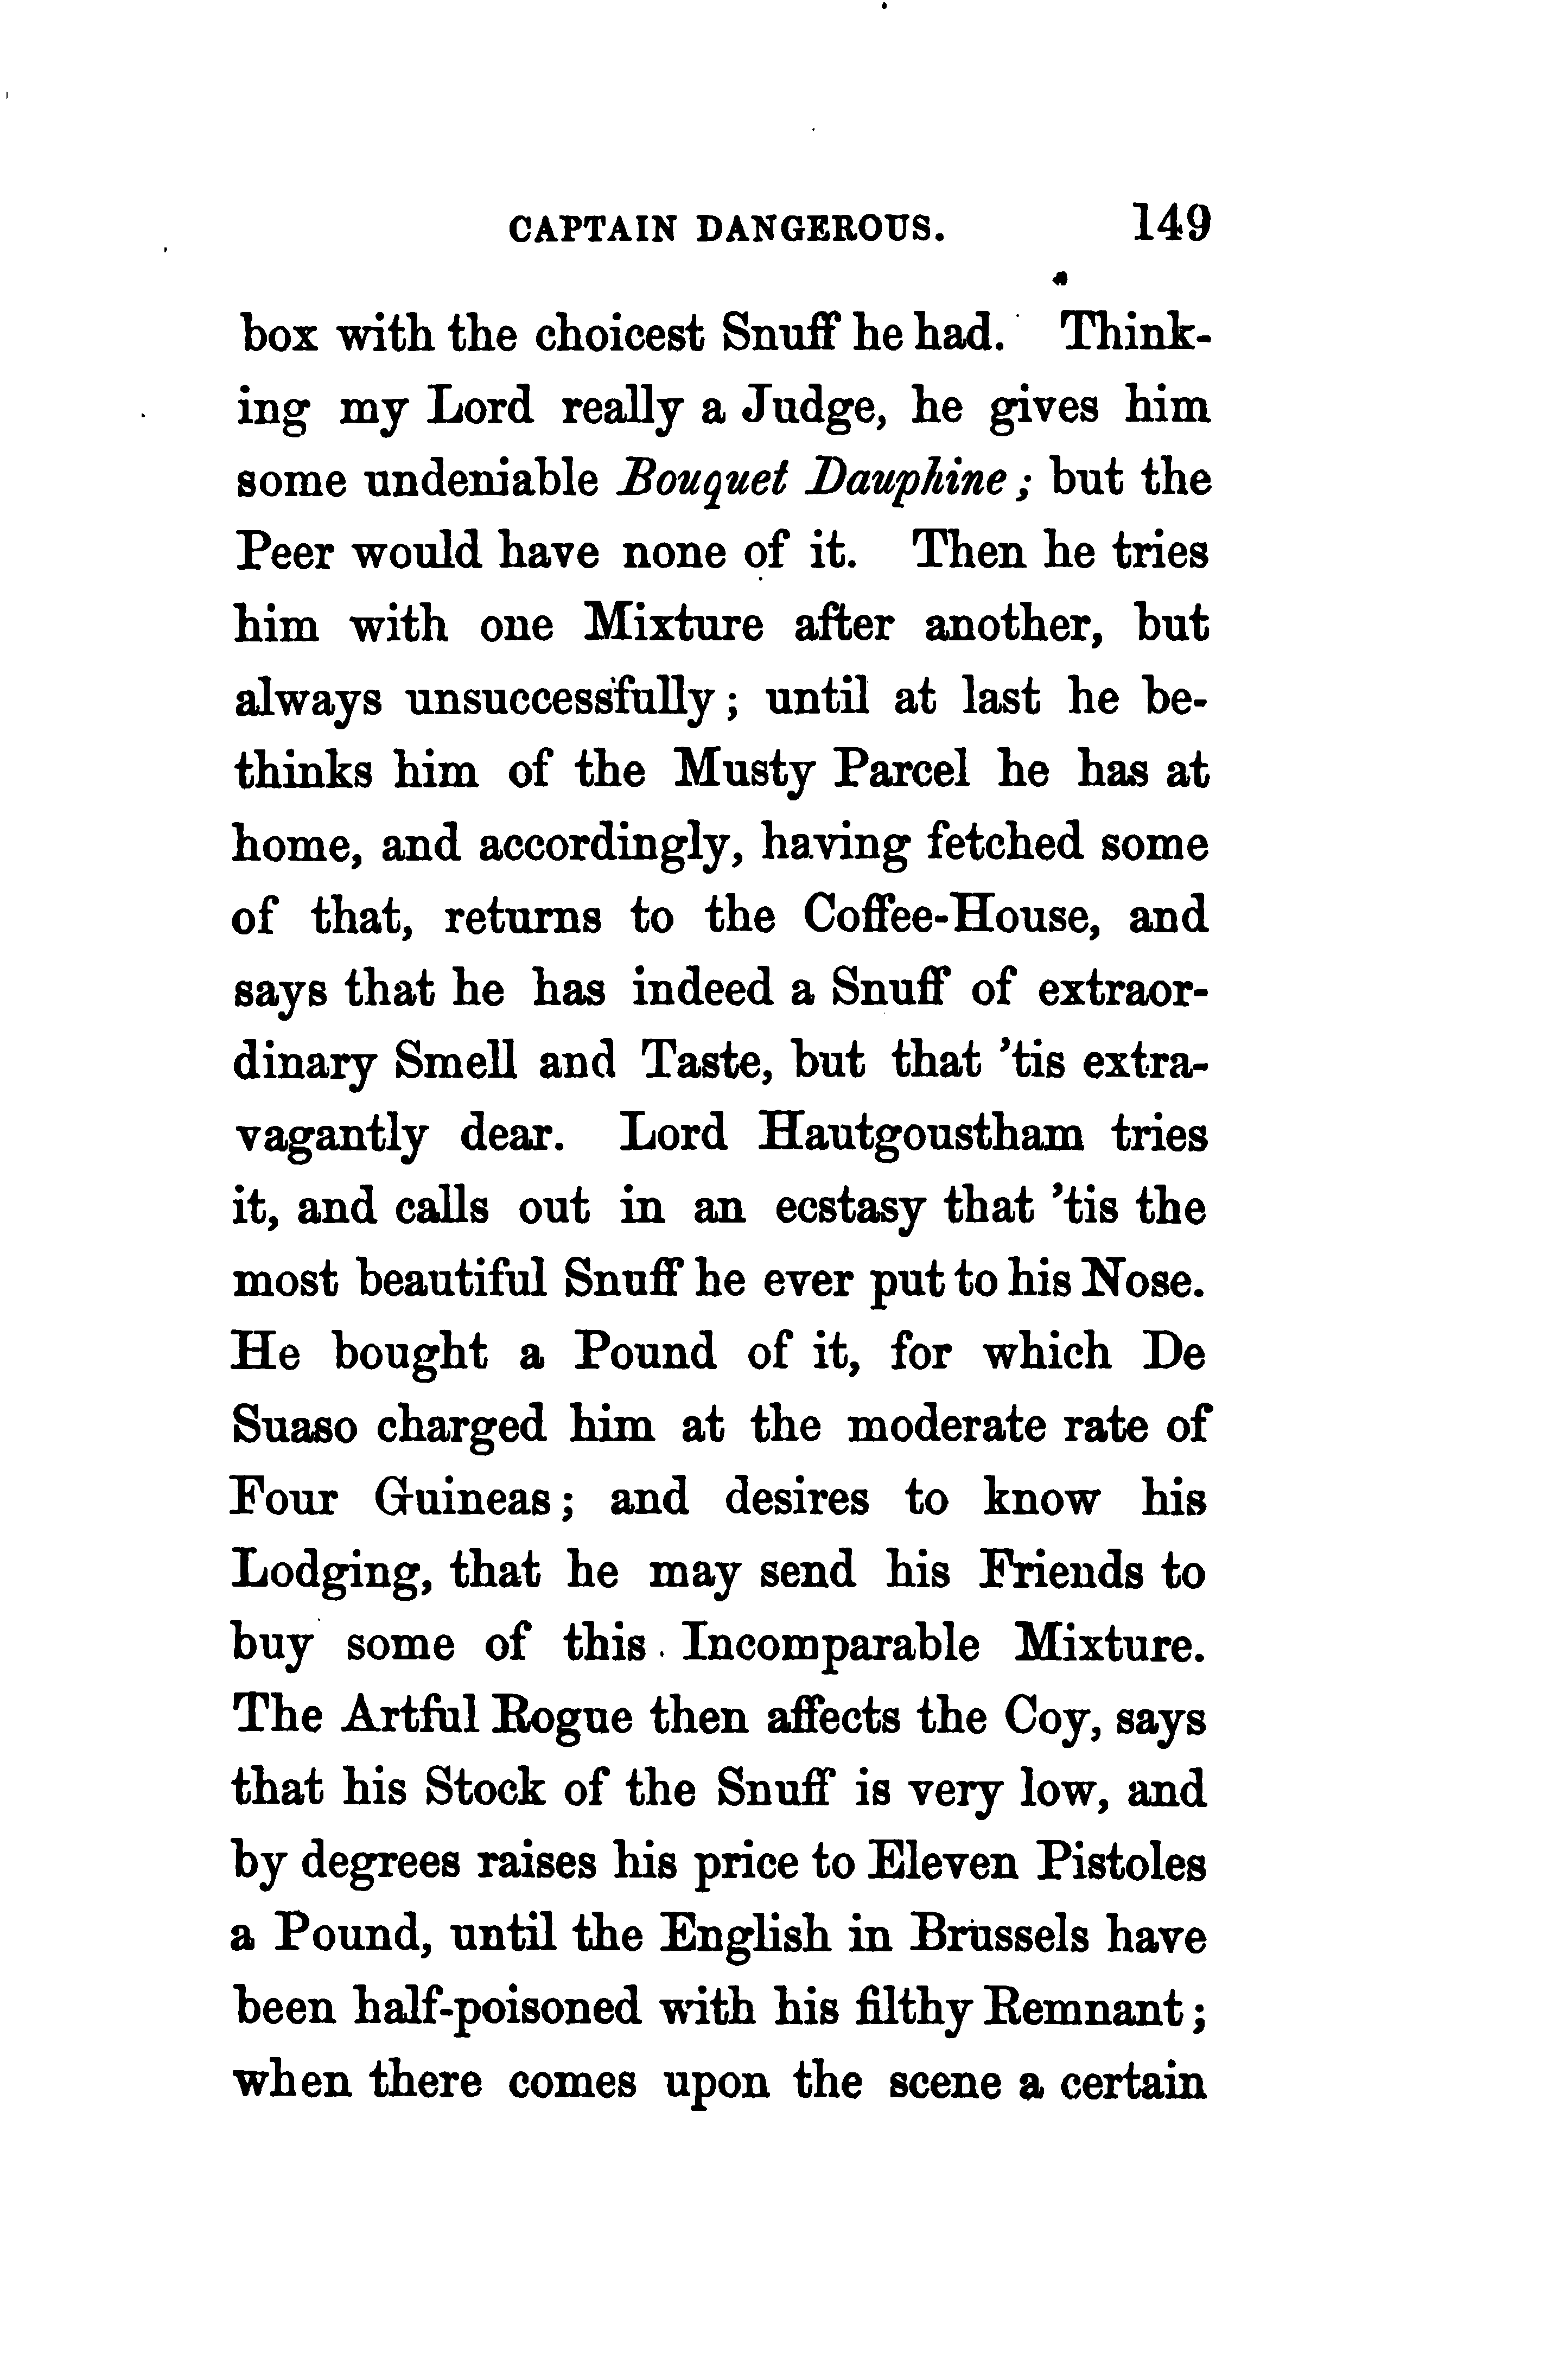 CAPTAIN DANGEROUS. 149
box with the choicest Snuff he had. Think-
ing my Lord really a Judge, he gives him
some undeniable Bouquet Dauphine; but the
Peer would have none of it. Then he tries
him with one Mixture after another, but
always unsuccessfully; until at last he be-
thinks him of the Musty Parcel he has at
home, and accordingly, having fetched some
of that, returns to the Coffee-House, and
says that he has indeed a Snuff of extraor-
dinary Smell and Taste, but that 'tis extra-
vagantly dear. Lord Hautgoustham tries
it, and calls out in an ecstasy that 'tis the
most beautiful Snuff he ever put to his Nose.
He bought a Pound of it, for which De
Suaso charged him at the moderate rate of
Four Guineas; and desires to know his
Lodging, that he may send his Friends to
buy some of this Incomparable Mixture.
The Artful Rogue then affects the Coy, says
that his Stock of the Snuff is very low, and
by degrees raises his price to Eleven Pistoles
a Pound, until the English in Brussels have
been half-poisoned with his filthy Remnant;
when there comes upon the scene a certain